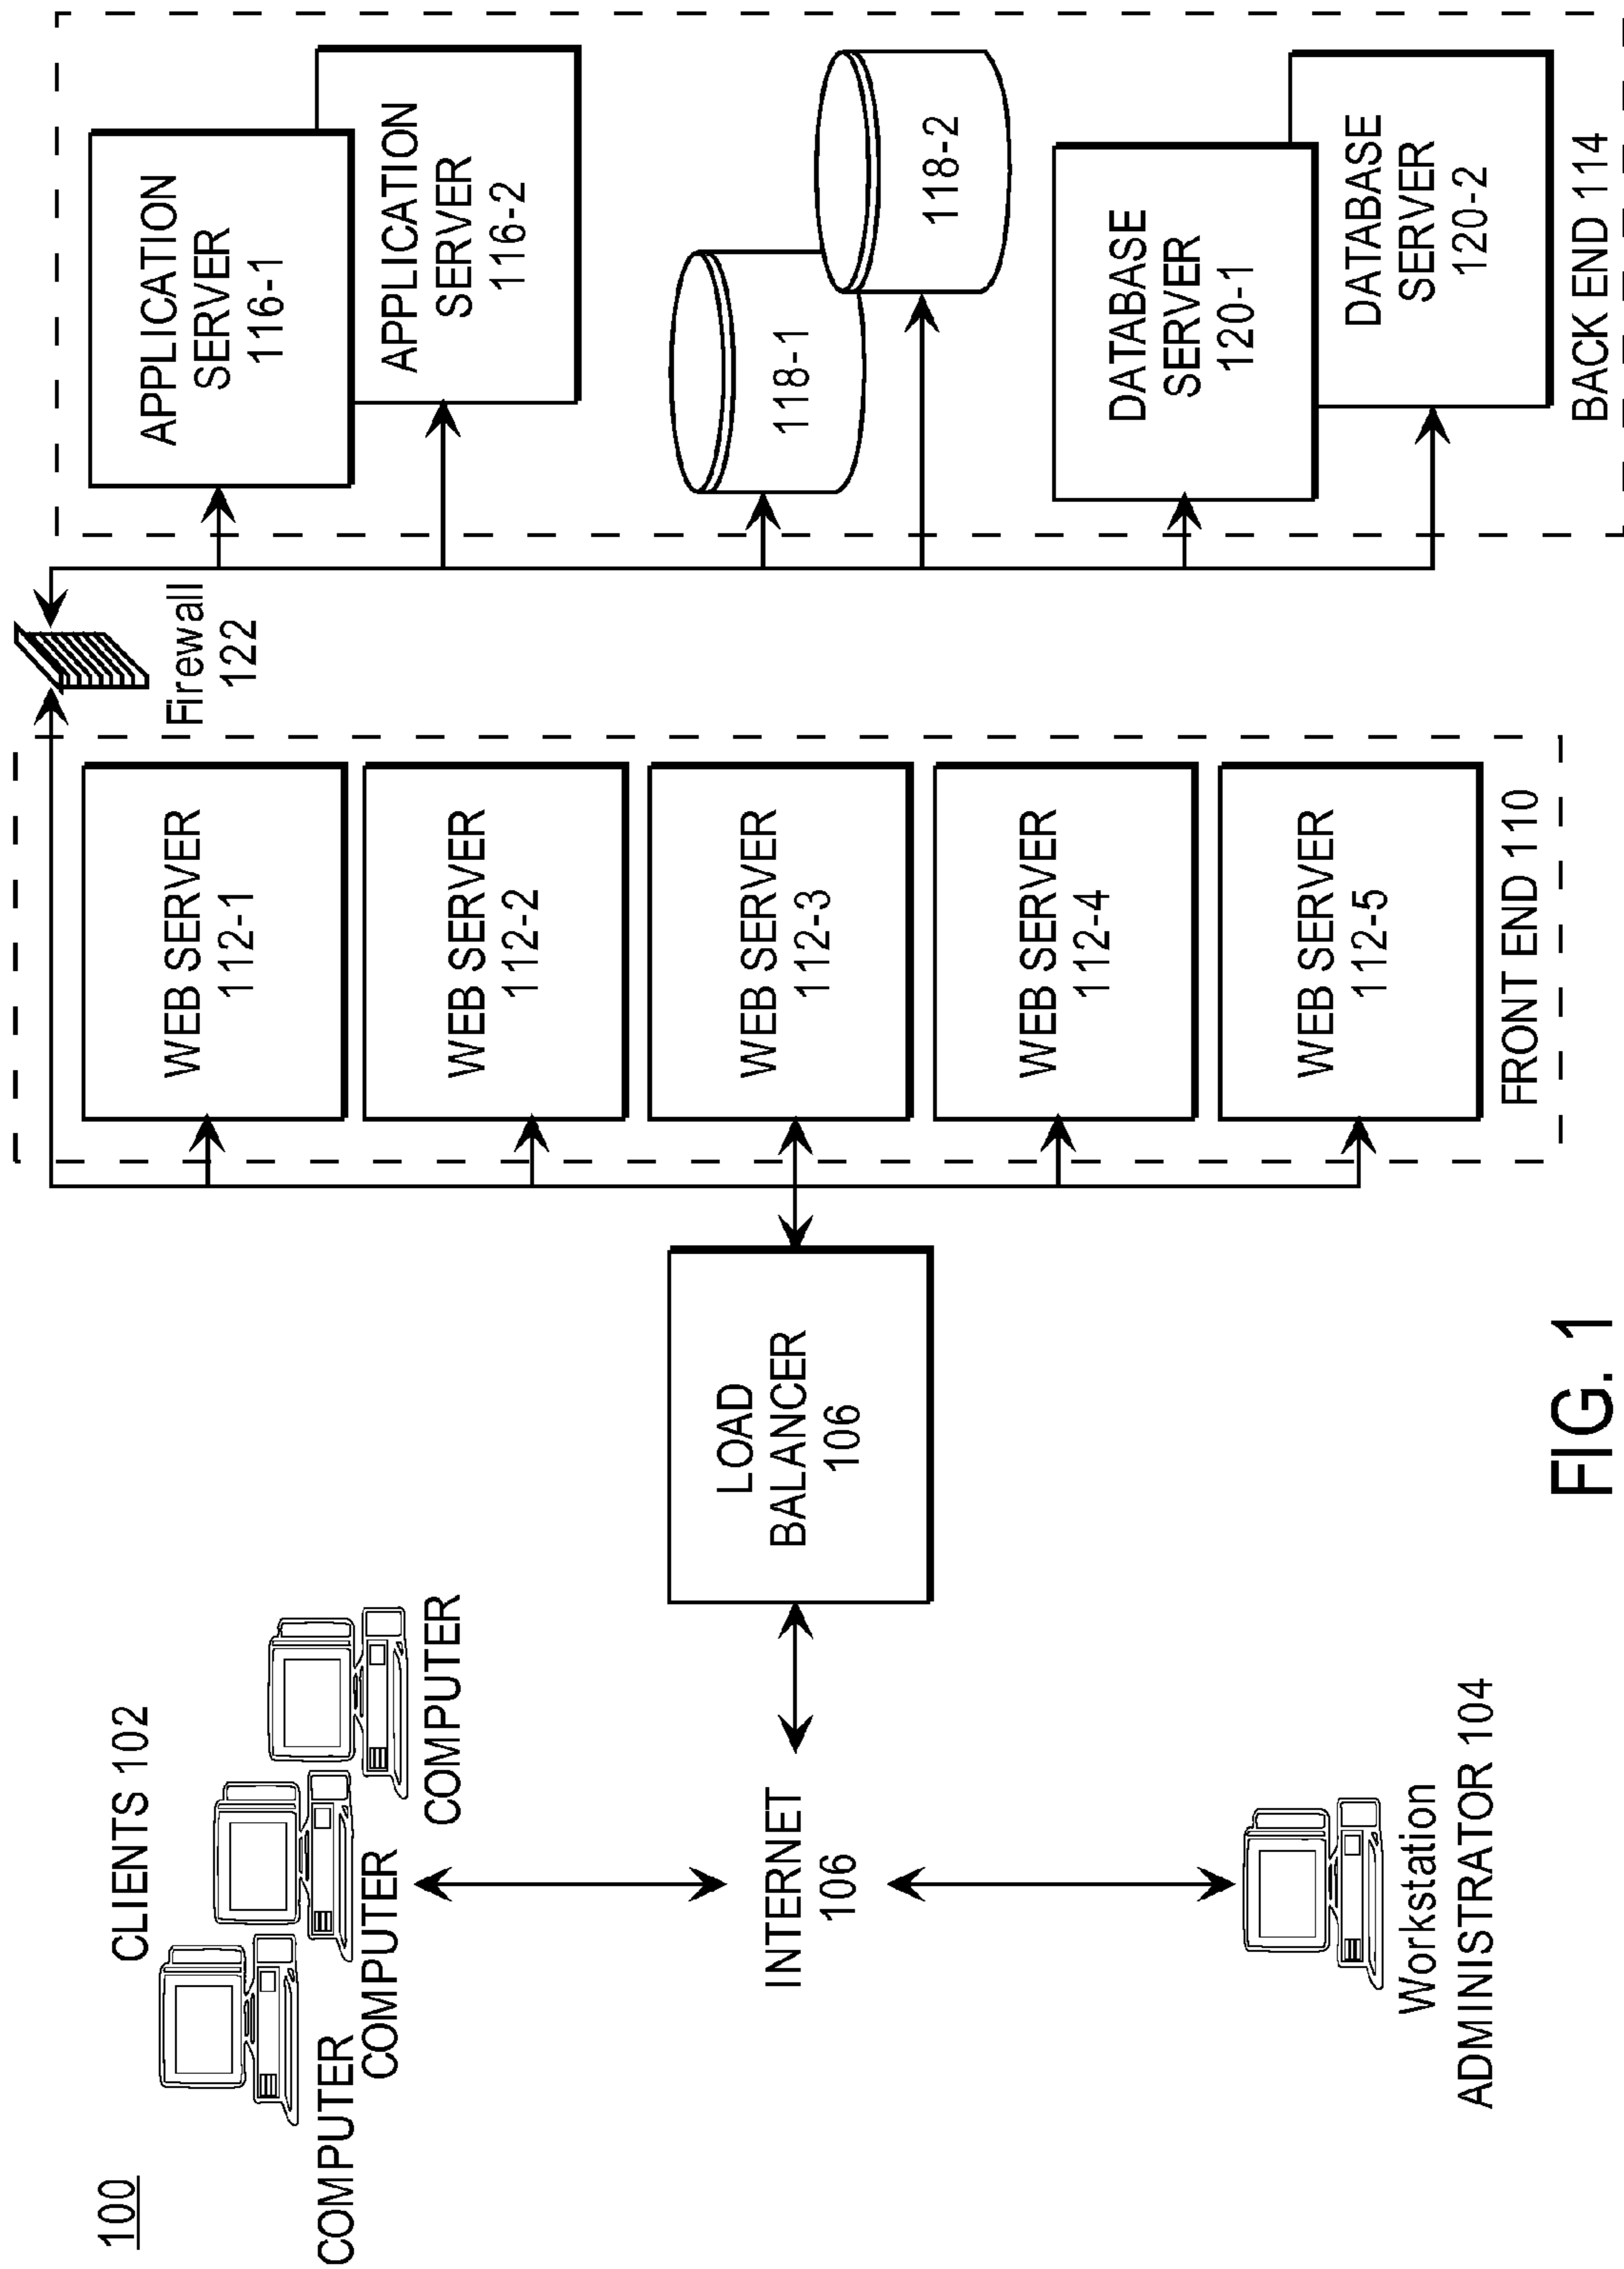 100
CLIENTS 102
COMPUTER
COMPUTER
COMPUTER
INTERNET
106
Workstation
ADMINISTRATOR 104
LOAD
BALANCER
106
WEB SERVER
112-1
WEB SERVER
112-2
WEB SERVER
112-3
WEB SERVER
112-4
WEB SERVER
112-5
FRONT END 110
Firewall
122
APPLICATION
SERVER
116-1
APPLICATION
SERVER
116-2
118-1
118-2
DATABASE
SERVER
120-1
DATABASE
SERVER
120-2
BACK END 114
FIG. 1